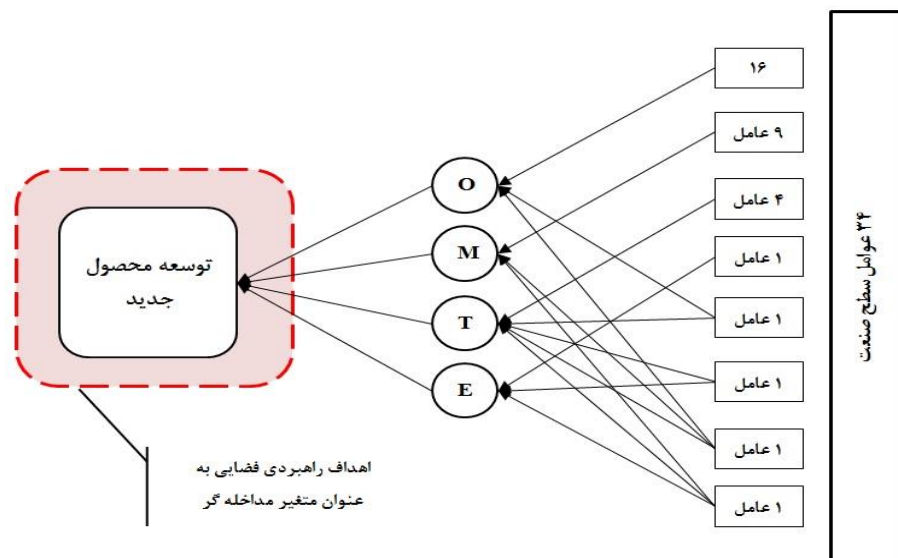 ۱۶
۹ عامل
۴ عامل
۱ عامل
۱ عامل
۱ عامل
۱ عامل
۱ عامل
۳۴ عوامل سطح صنعت
O
M
T
E
توسعه محصول
جدید
اهداف راهبردی فضایی به
عنوان متغیر مداخله گر